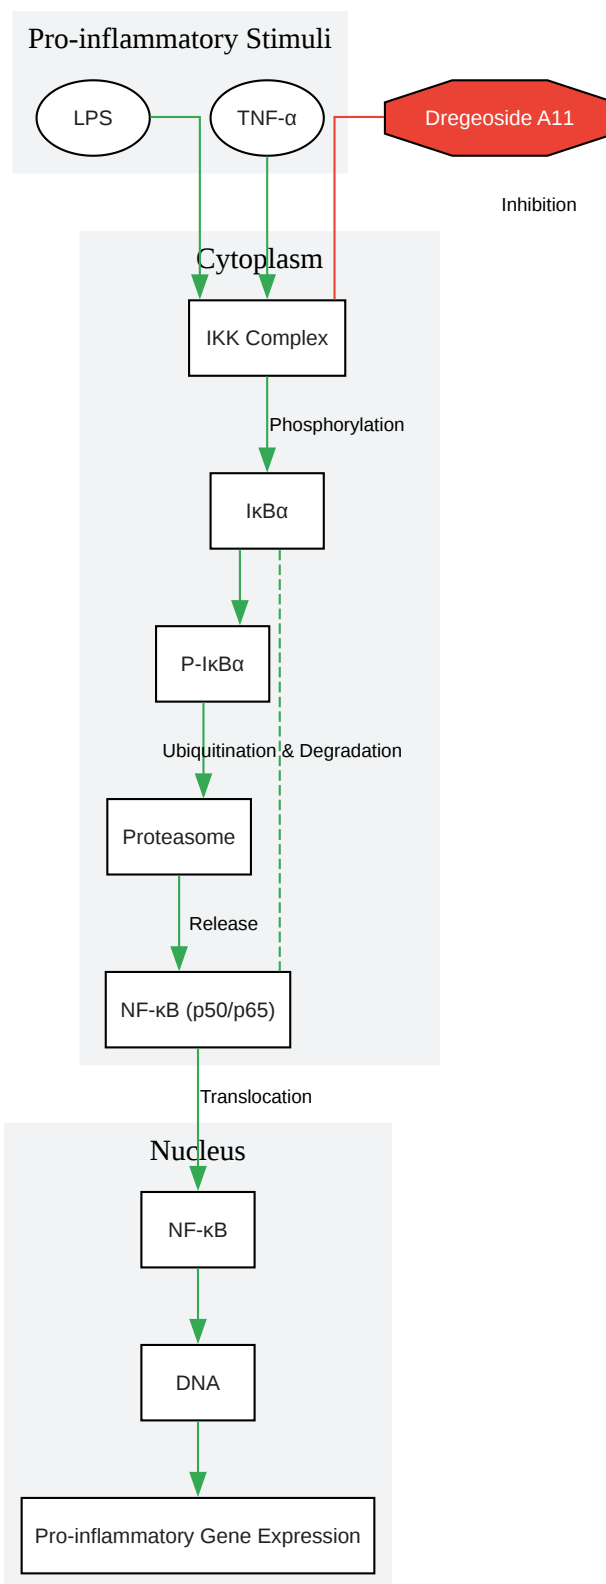 Pro-inflammatory Stimuli
LPS
TNF-α
Dregeoside A11
Inhibition
Cytoplasm
IKK Complex
Phosphorylation
IκBα
P-IκBα
Ubiquitination & Degradation
Proteasome
Release
NF-κB (p50/p65)
Translocation
Nucleus
NF-κB
DNA
Pro-inflammatory Gene Expression